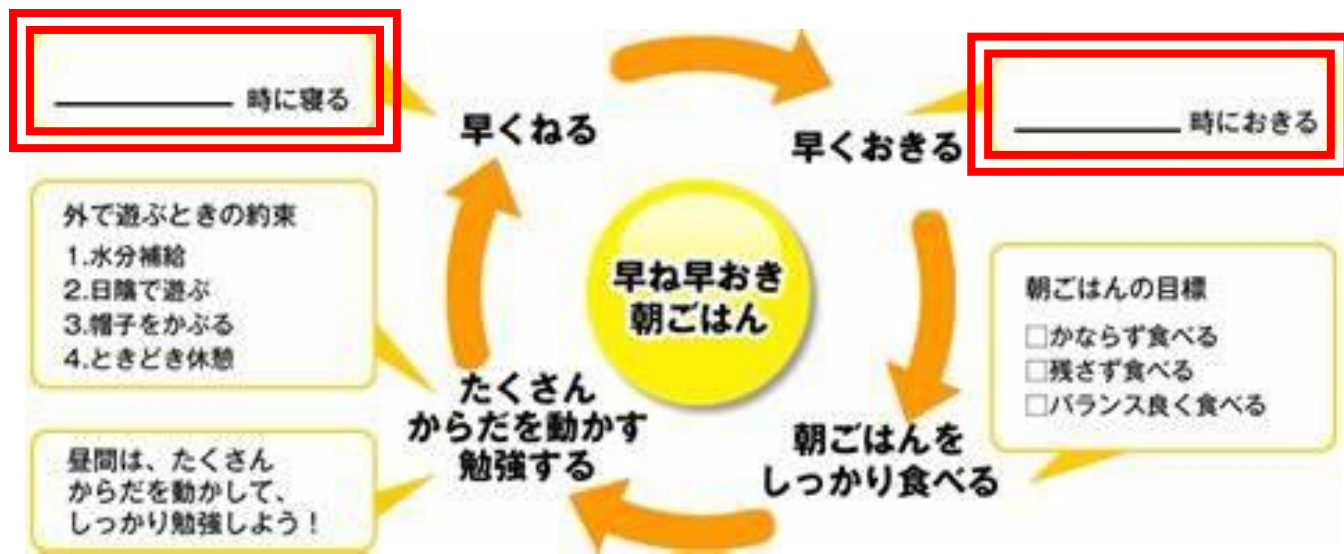 ＿＿＿＿＿＿ 時に寝る
早くねる
早くおきる
＿＿＿＿＿＿ 時におきる
外で遊ぶときの約束
1.水分補給
2.日陰で遊ぶ
3.帽子をかぶる
4.ときどき休憩
早ね早おき
朝ごはん
朝ごはんの目標
□かならず食べる
□残さず食べる
□バランス良く食べる
たくさん
からだを動かす
勉強する
朝ごはんを
しっかり食べる
昼間は、たくさん
からだを動かして、
しっかり勉強しよう！